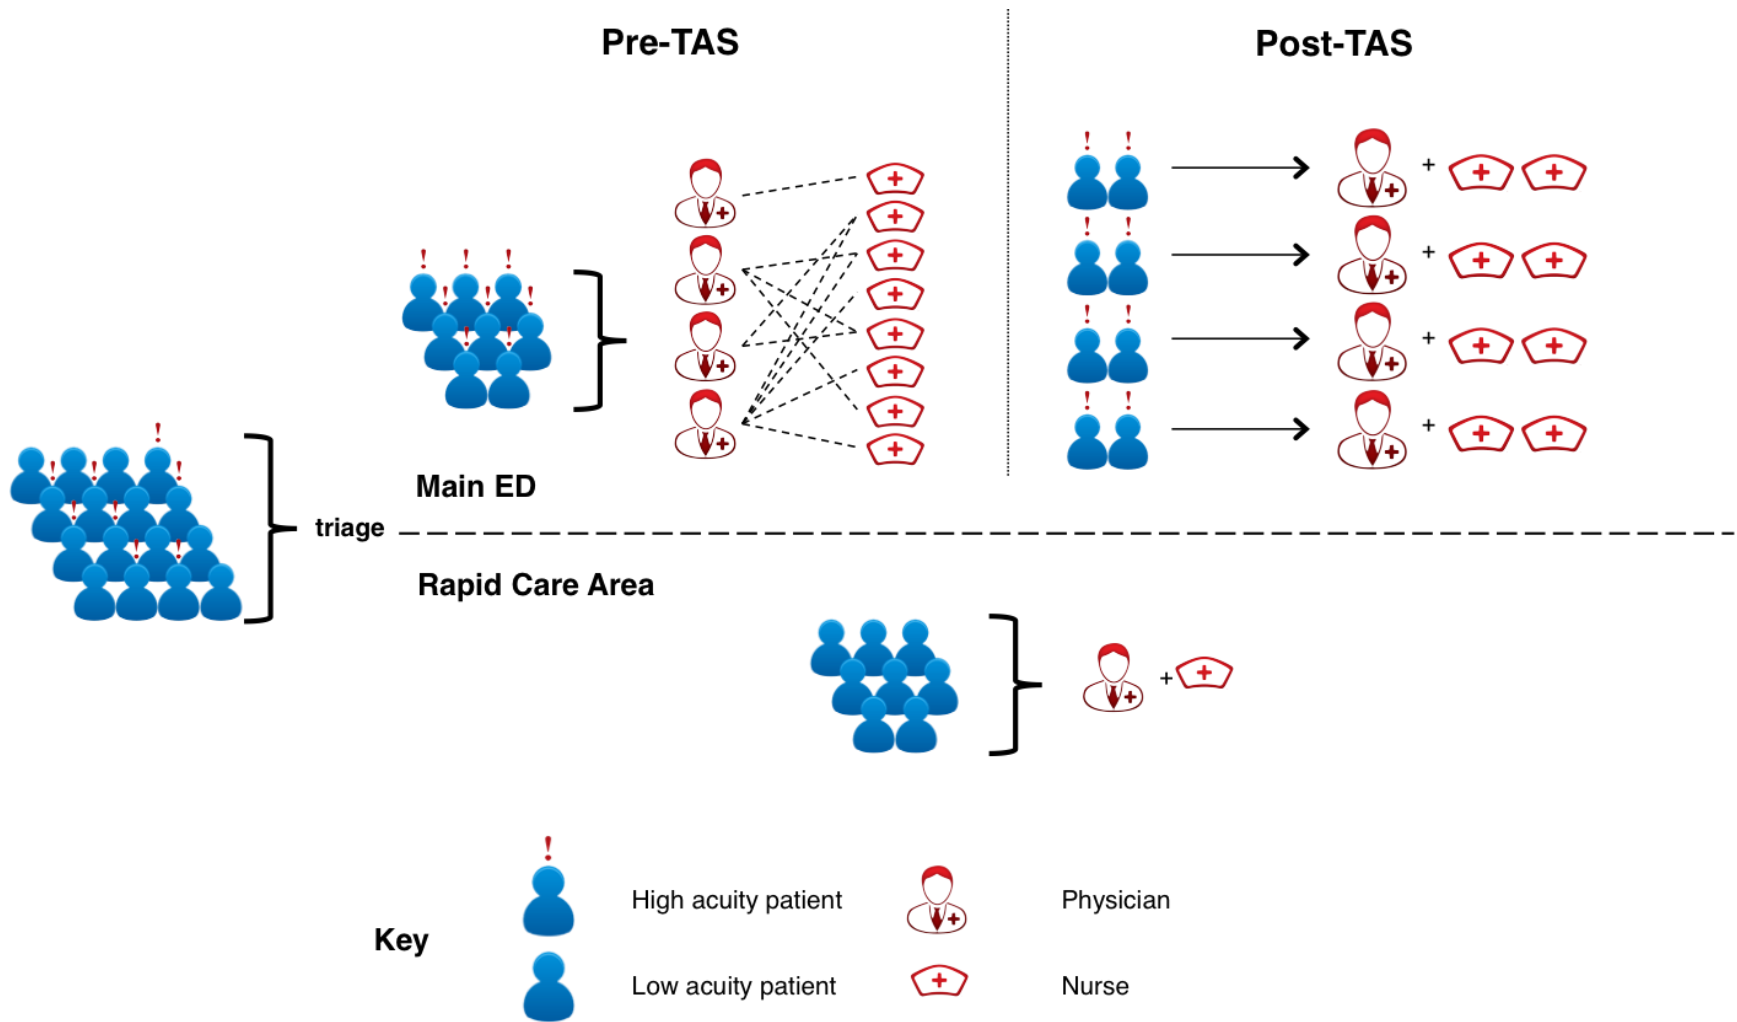 Pre-TAS
Post-TAS
Main ED
triage
Rapid Care Area
Key
High acuity patient
Physician
Low acuity patient
Nurse